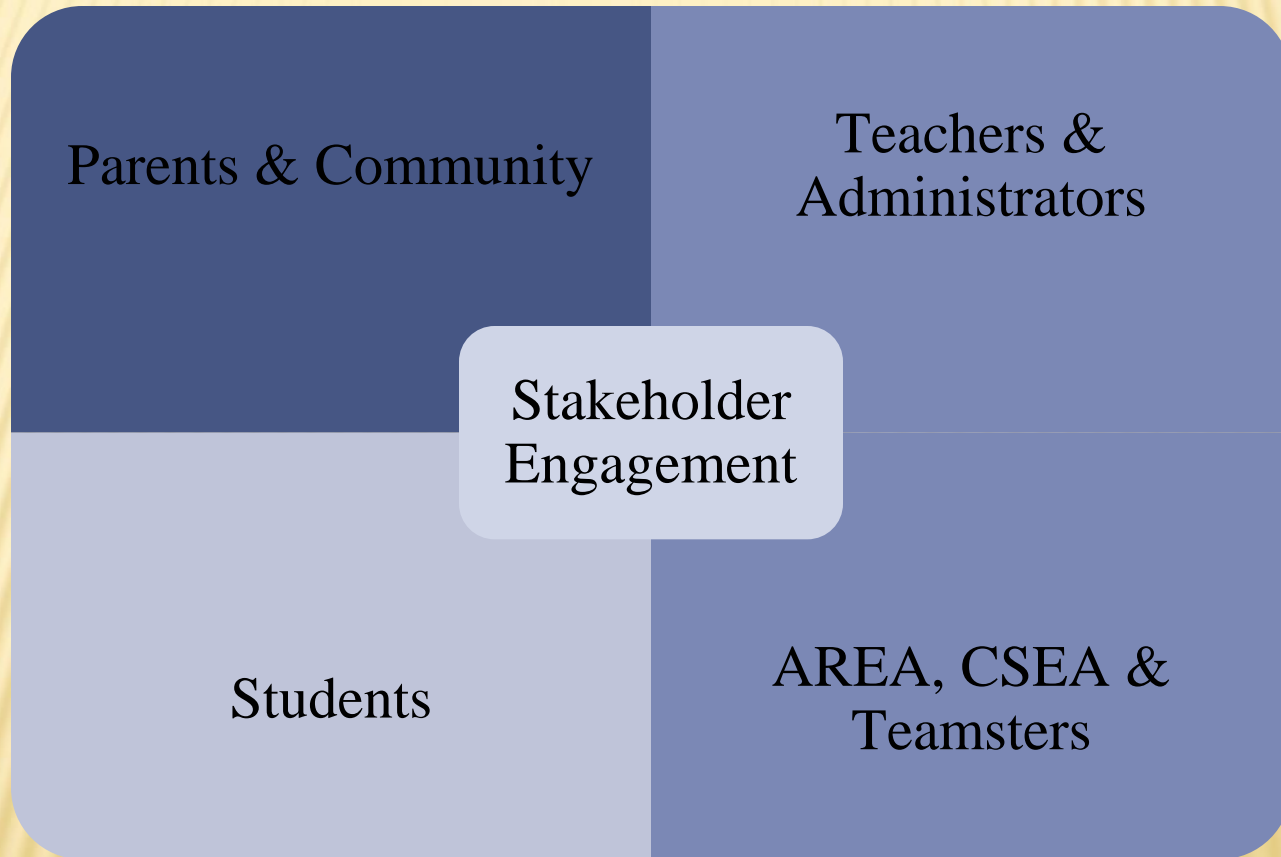 Parents & Community
Teachers &
Administrators
Stakeholder
Engagement
Students
AREA, CSEA &
Teamsters